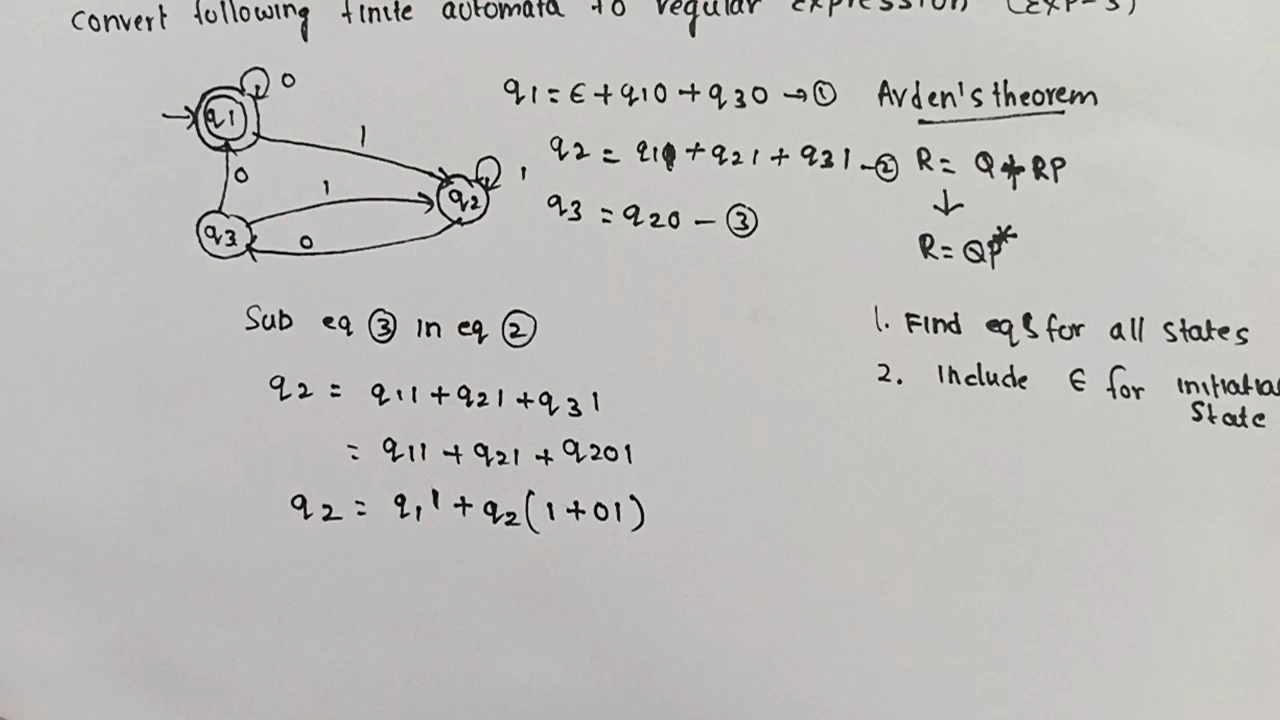 convert following finite automata to regular expression (Exp-3)
q1 = ε + q10 + q30 → ① Arden's theorem
q2 = q11 + q21 + q31 - ② R = Q + RP
q3 = q20 - ③
↓
R = QP*
q1
0
1
0
1
q2
1
q3
0
Sub eq ③ in eq ②
1. Find eqs for all states
q2 = q11 + q21 + q31
2. Include ε for initiatial
State
= q11 + q21 + q201
q2 = q11 + q2(1+01)